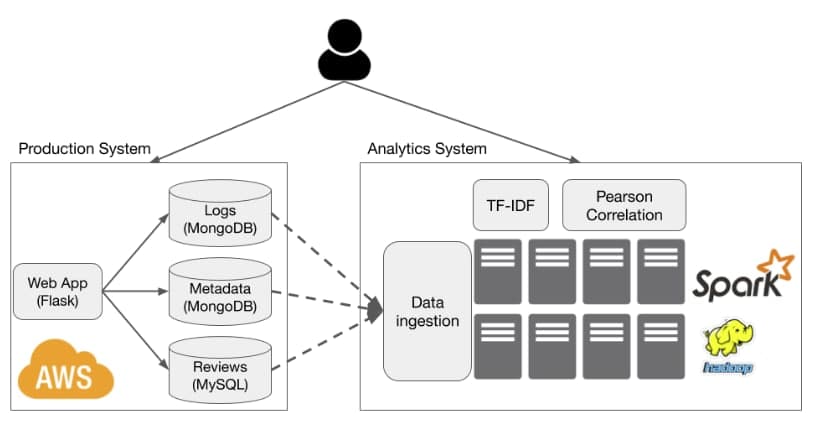 Production System
Analytics System
Logs
(MongoDB)
Web App
(Flask)
Metadata
(MongoDB)
Reviews
(MySQL)
AWS
TF-IDF
Pearson
Correlation
Data
ingestion
Spark
hadoop